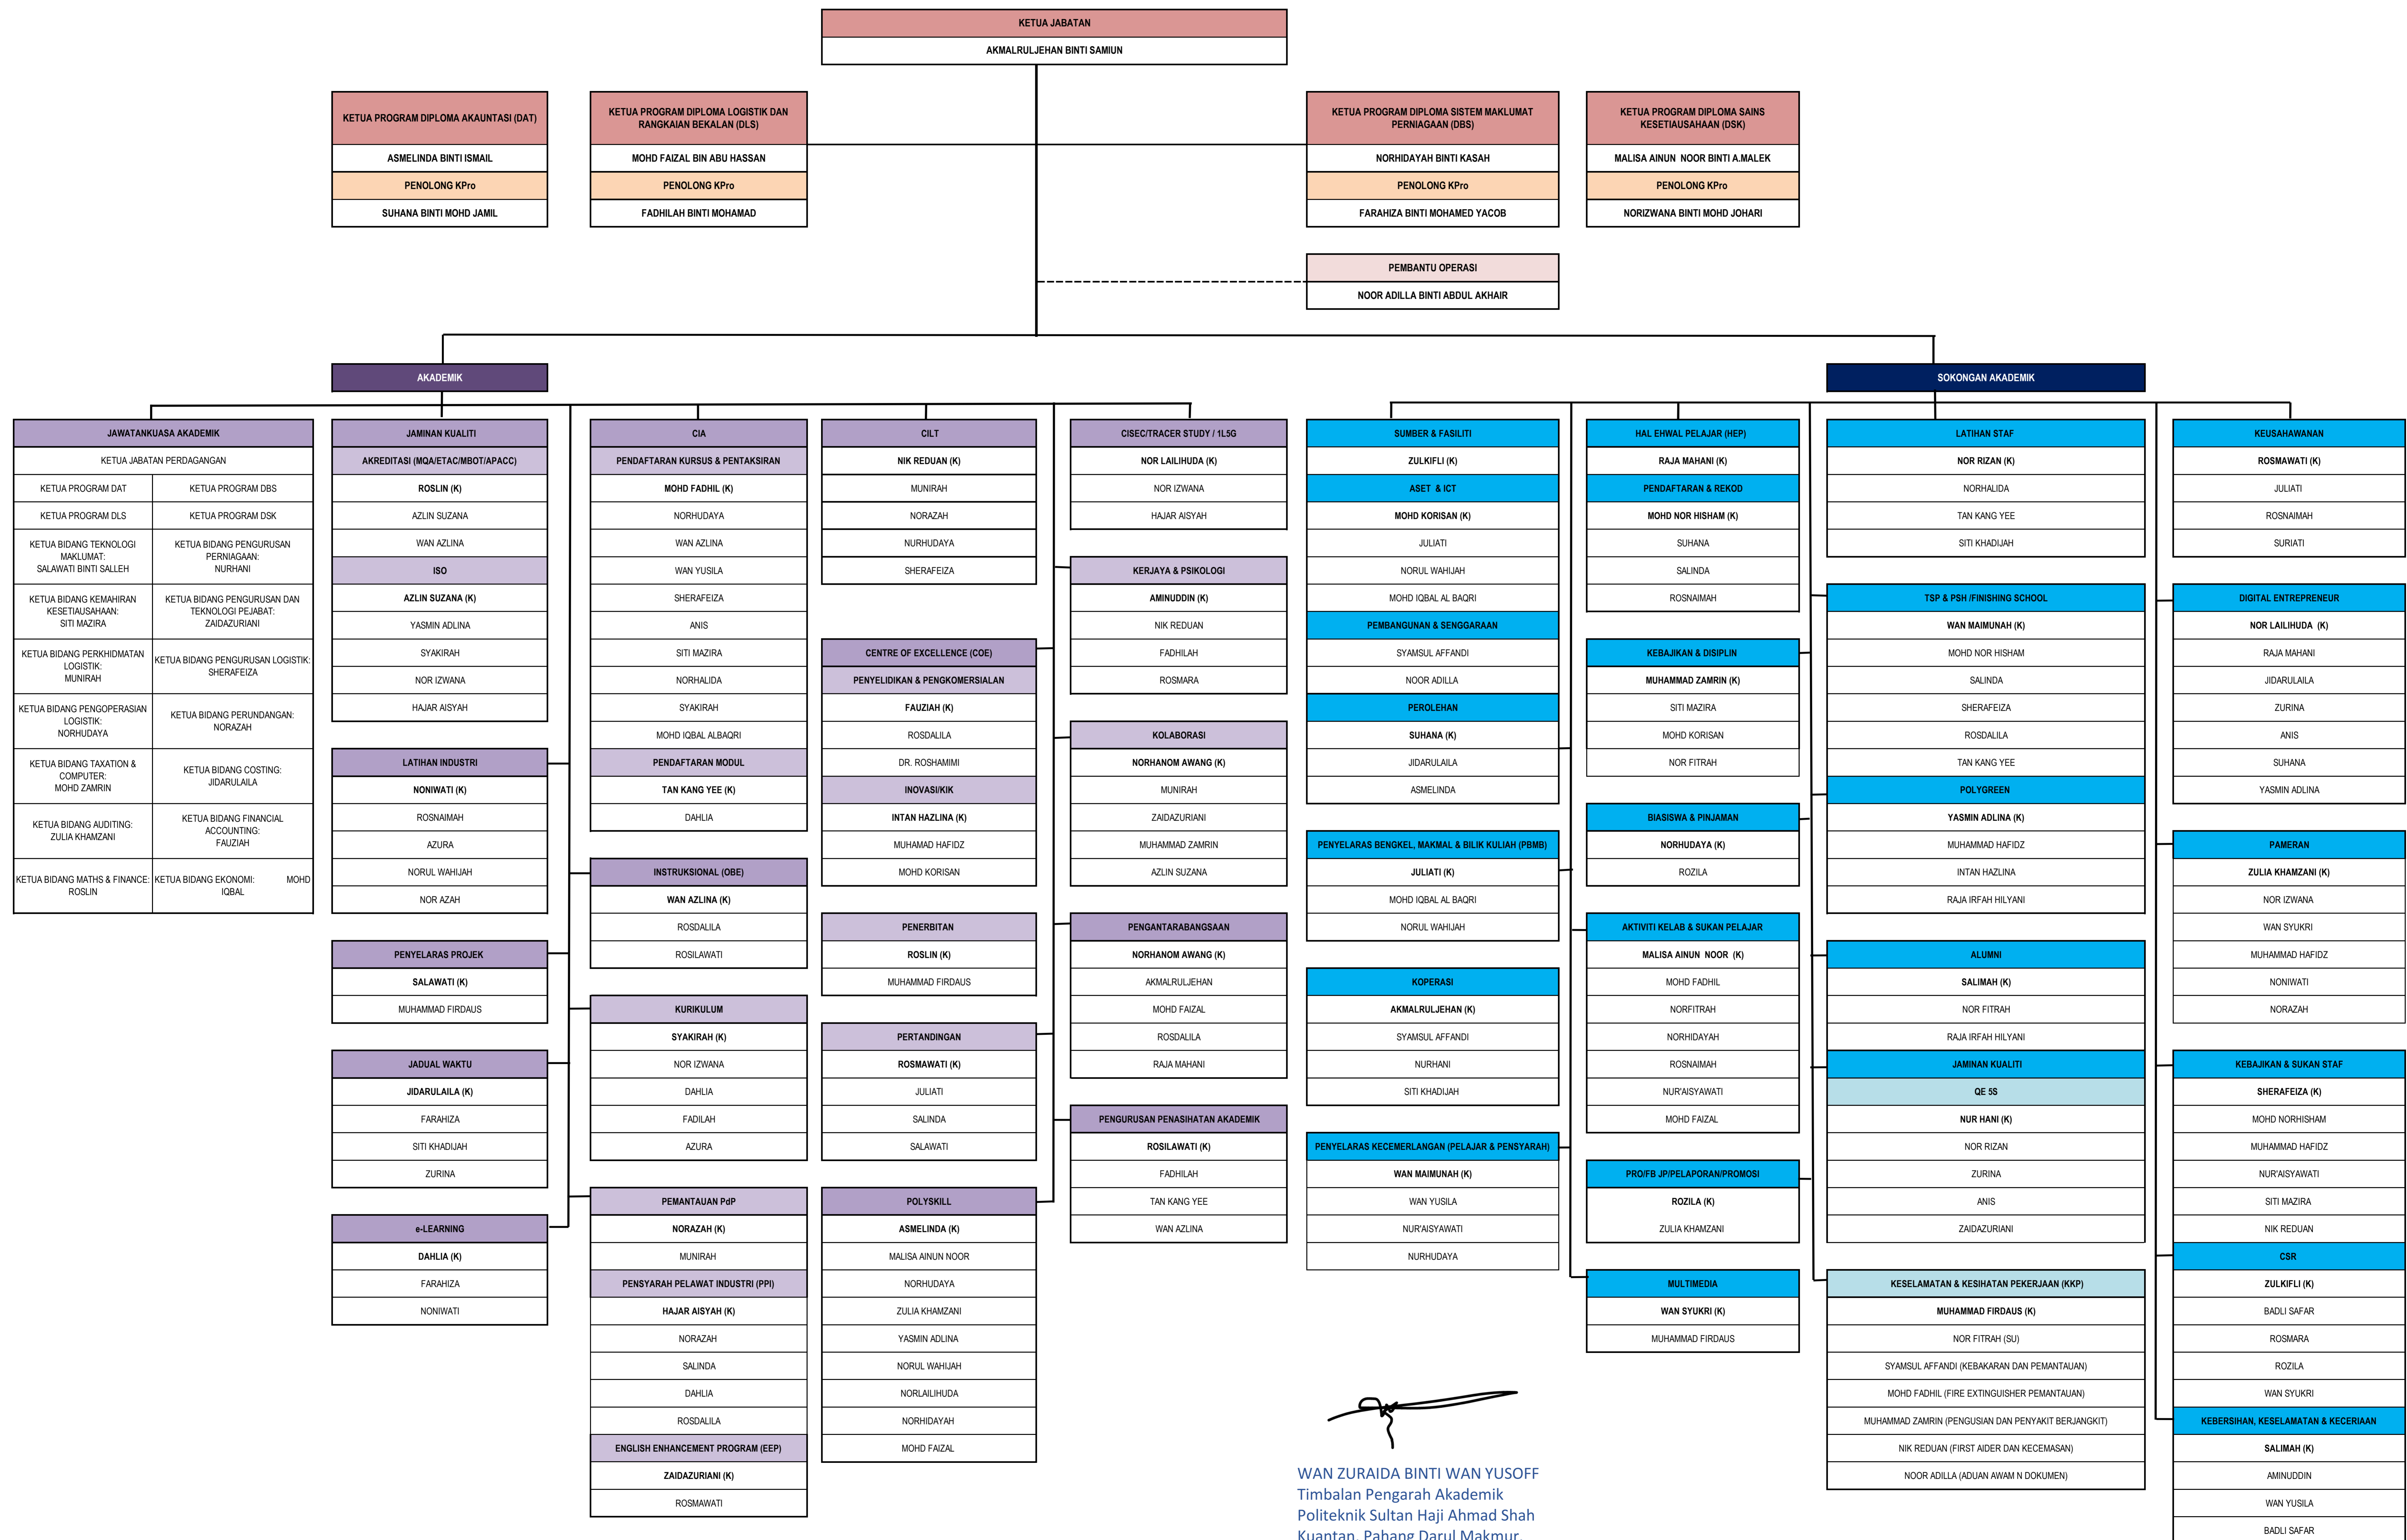 KETUA JABATAN
AKMALRULJEHAN BINTI SAMIUN
KETUA PROGRAM DIPLOMA AKAUNTASI (DAT)
ASMELINDA BINTI ISMAIL
PENOLONG KPro
SUHANA BINTI MOHD JAMIL
KETUA PROGRAM DIPLOMA LOGISTIK DAN
RANGKAIAN BEKALAN (DLS)
MOHD FAIZAL BIN ABU HASSAN
PENOLONG KPro
FADHILAH BINTI MOHAMAD
KETUA PROGRAM DIPLOMA SISTEM MAKLUMAT
PERNIAGAAN (DBS)
NORHIDAYAH BINTI KASAH
PENOLONG KPro
FARAHIZA BINTI MOHAMED YACOB
KETUA PROGRAM DIPLOMA SAINS
KESETIAUSAHAAN (DSK)
MALISA AINUN NOOR BINTI A.MALEK
PENOLONG KPro
NORIZWANA BINTI MOHD JOHARI
PEMBANTU OPERASI
NOOR ADILLA BINTI ABDUL AKHAIR
AKADEMIK
SOKONGAN AKADEMIK
JAWATANKUASA AKADEMIK
KETUA JABATAN PERDAGANGAN
KETUA PROGRAM DAT
KETUA PROGRAM DBS
KETUA PROGRAM DLS
KETUA PROGRAM DSK
KETUA BIDANG TEKNOLOGI
MAKLUMAT:
SALAWATI BINTI SALLEH
KETUA BIDANG PENGURUSAN
PERNIAGAAN:
NURHANI
KETUA BIDANG KEMAHIRAN
KESETIAUSAHAAN:
SITI MAZIRA
KETUA BIDANG PENGURUSAN DAN
TEKNOLOGI PEJABAT:
ZAIDAZURIANI
KETUA BIDANG PERKHIDMATAN
LOGISTIK:
MUNIRAH
KETUA BIDANG PENGURUSAN LOGISTIK:
SHERAFEIZA
KETUA BIDANG PENGOPERASIAN
LOGISTIK:
NORHUDAYA
KETUA BIDANG PERUNDANGAN:
NORAZAH
KETUA BIDANG TAXATION &
COMPUTER:
MOHD ZAMRIN
KETUA BIDANG COSTING:
JIDARULAILA
KETUA BIDANG AUDITING:
ZULIA KHAMZANI
KETUA BIDANG FINANCIAL
ACCOUNTING:
FAUZIAH
KETUA BIDANG MATHS & FINANCE:
ROSLIN
KETUA BIDANG EKONOMI: MOHD
IQBAL
JAMINAN KUALITI
AKREDITASI (MQA/ETAC/MBOT/APACC)
ROSLIN (K)
AZLIN SUZANA
WAN AZLINA
ISO
AZLIN SUZANA (K)
YASMIN ADLINA
SYAKIRAH
NOR IZWANA
HAJAR AISYAH
LATIHAN INDUSTRI
NONIWATI (K)
ROSNAIMAH
AZURA
NORUL WAHIJAH
NOR AZAH
PENYELARAS PROJEK
SALAWATI (K)
MUHAMMAD FIRDAUS
JADUAL WAKTU
JIDARULAILA (K)
FARAHIZA
SITI KHADIJAH
ZURINA
e-LEARNING
DAHLIA (K)
FARAHIZA
NONIWATI
CIA
PENDAFTARAN KURSUS & PENTAKSIRAN
MOHD FADHIL (K)
NORHUDAYA
WAN AZLINA
WAN YUSILA
SHERAFEIZA
ANIS
SITI MAZIRA
NORHALIDA
SYAKIRAH
MOHD IQBAL ALBAQRI
PENDAFTARAN MODUL
TAN KANG YEE (K)
DAHLIA
INSTRUKSIONAL (OBE)
WAN AZLINA (K)
ROSDALILA
ROSILAWATI
KURIKULUM
SYAKIRAH (K)
NOR IZWANA
DAHLIA
FADILAH
AZURA
PEMANTAUAN PdP
NORAZAH (K)
MUNIRAH
PENSYARAH PELAWAT INDUSTRI (PPI)
HAJAR AISYAH (K)
NORAZAH
SALINDA
DAHLIA
ROSDALILA
ENGLISH ENHANCEMENT PROGRAM (EEP)
ZAIDAZURIANI (K)
ROSMAWATI
CILT
NIK REDUAN (K)
MUNIRAH
NORAZAH
NURHUDAYA
SHERAFEIZA
CENTRE OF EXCELLENCE (COE)
PENYELIDIKAN & PENGKOMERSIALAN
FAUZIAH (K)
ROSDALILA
DR. ROSHAMIMI
INOVASI/KIK
INTAN HAZLINA (K)
MUHAMAD HAFIDZ
MOHD KORISAN
PENERBITAN
ROSLIN (K)
MUHAMMAD FIRDAUS
PERTANDINGAN
ROSMAWATI (K)
JULIATI
SALINDA
SALAWATI
POLYSKILL
ASMELINDA (K)
MALISA AINUN NOOR
NORHUDAYA
ZULIA KHAMZANI
YASMIN ADLINA
NORUL WAHIJAH
NORLAILIHUDA
NORHIDAYAH
MOHD FAIZAL
CISEC/TRACER STUDY / 1L5G
NOR LAILIHUDA (K)
NOR IZWANA
HAJAR AISYAH
KERJAYA & PSIKOLOGI
AMINUDDIN (K)
NIK REDUAN
FADHILAH
ROSMARA
KOLABORASI
NORHANOM AWANG (K)
MUNIRAH
ZAIDAZURIANI
MUHAMMAD ZAMRIN
AZLIN SUZANA
PENGANTARABANGSAAN
NORHANOM AWANG (K)
AKMALRULJEHAN
MOHD FAIZAL
ROSDALILA
RAJA MAHANI
PENGURUSAN PENASIHATAN AKADEMIK
ROSILAWATI (K)
FADHILAH
TAN KANG YEE
WAN AZLINA
SUMBER & FASILITI
ZULKIFLI (K)
ASET & ICT
MOHD KORISAN (K)
JULIATI
NORUL WAHIJAH
MOHD IQBAL AL BAQRI
PEMBANGUNAN & SENGGARAAN
SYAMSUL AFFANDI
NOOR ADILLA
PEROLEHAN
SUHANA (K)
JIDARULAILA
ASMELINDA
PENYELARAS BENGKEL, MAKMAL & BILIK KULIAH (PBMB)
JULIATI (K)
MOHD IQBAL AL BAQRI
NORUL WAHIJAH
KOPERASI
AKMALRULJEHAN (K)
SYAMSUL AFFANDI
NURHANI
SITI KHADIJAH
PENYELARAS KECEMERLANGAN (PELAJAR & PENSYARAH)
WAN MAIMUNAH (K)
WAN YUSILA
NUR'AISYAWATI
NURHUDAYA
HAL EHWAL PELAJAR (HEP)
RAJA MAHANI (K)
PENDAFTARAN & REKOD
MOHD NOR HISHAM (K)
SUHANA
SALINDA
ROSNAIMAH
KEBAJIKAN & DISIPLIN
MUHAMMAD ZAMRIN (K)
SITI MAZIRA
MOHD KORISAN
NOR FITRAH
BIASISWA & PINJAMAN
NORHUDAYA (K)
ROZILA
AKTIVITI KELAB & SUKAN PELAJAR
MALISA AINUN NOOR (K)
MOHD FADHIL
NORFITRAH
NORHIDAYAH
ROSNAIMAH
NUR'AISYAWATI
MOHD FAIZAL
PRO/FB JP/PELAPORAN/PROMOSI
ROZILA (K)
ZULIA KHAMZANI
MULTIMEDIA
WAN SYUKRI (K)
MUHAMMAD FIRDAUS
LATIHAN STAF
NOR RIZAN (K)
NORHALIDA
TAN KANG YEE
SITI KHADIJAH
TSP & PSH /FINISHING SCHOOL
WAN MAIMUNAH (K)
MOHD NOR HISHAM
SALINDA
SHERAFEIZA
ROSDALILA
TAN KANG YEE
POLYGREEN
YASMIN ADLINA (K)
MUHAMMAD HAFIDZ
INTAN HAZLINA
RAJA IRFAH HILYANI
ALUMNI
SALIMAH (K)
NOR FITRAH
RAJA IRFAH HILYANI
JAMINAN KUALITI
QE 5S
NUR HANI (K)
NOR RIZAN
ZURINA
ANIS
ZAIDAZURIANI
KESELAMATAN & KESIHATAN PEKERJAAN (KKP)
MUHAMMAD FIRDAUS (K)
NOR FITRAH (SU)
SYAMSUL AFFANDI (KEBAKARAN DAN PEMANTAUAN)
MOHD FADHIL (FIRE EXTINGUISHER PEMANTAUAN)
MUHAMMAD ZAMRIN (PENGUSIAN DAN PENYAKIT BERJANGKIT)
NIK REDUAN (FIRST AIDER DAN KECEMASAN)
NOOR ADILLA (ADUAN AWAM N DOKUMEN)
KEUSAHAWANAN
ROSMAWATI (K)
JULIATI
ROSNAIMAH
SURIATI
DIGITAL ENTREPRENEUR
NOR LAILIHUDA (K)
RAJA MAHANI
JIDARULAILA
ZURINA
ANIS
SUHANA
YASMIN ADLINA
PAMERAN
ZULIA KHAMZANI (K)
NOR IZWANA
WAN SYUKRI
MUHAMMAD HAFIDZ
NONIWATI
NORAZAH
KEBAJIKAN & SUKAN STAF
SHERAFEIZA (K)
MOHD NORHISHAM
MUHAMMAD HAFIDZ
NUR'AISYAWATI
SITI MAZIRA
NIK REDUAN
CSR
ZULKIFLI (K)
BADLI SAFAR
ROSMARA
ROZILA
WAN SYUKRI
KEBERSIHAN, KESELAMATAN & KECERIAAN
SALIMAH (K)
AMINUDDIN
WAN YUSILA
BADLI SAFAR
WAN ZURAIDA BINTI WAN YUSOFF
Timbalan Pengarah Akademik
Politeknik Sultan Haji Ahmad Shah
Kuantan, Pahang Darul Makmur.